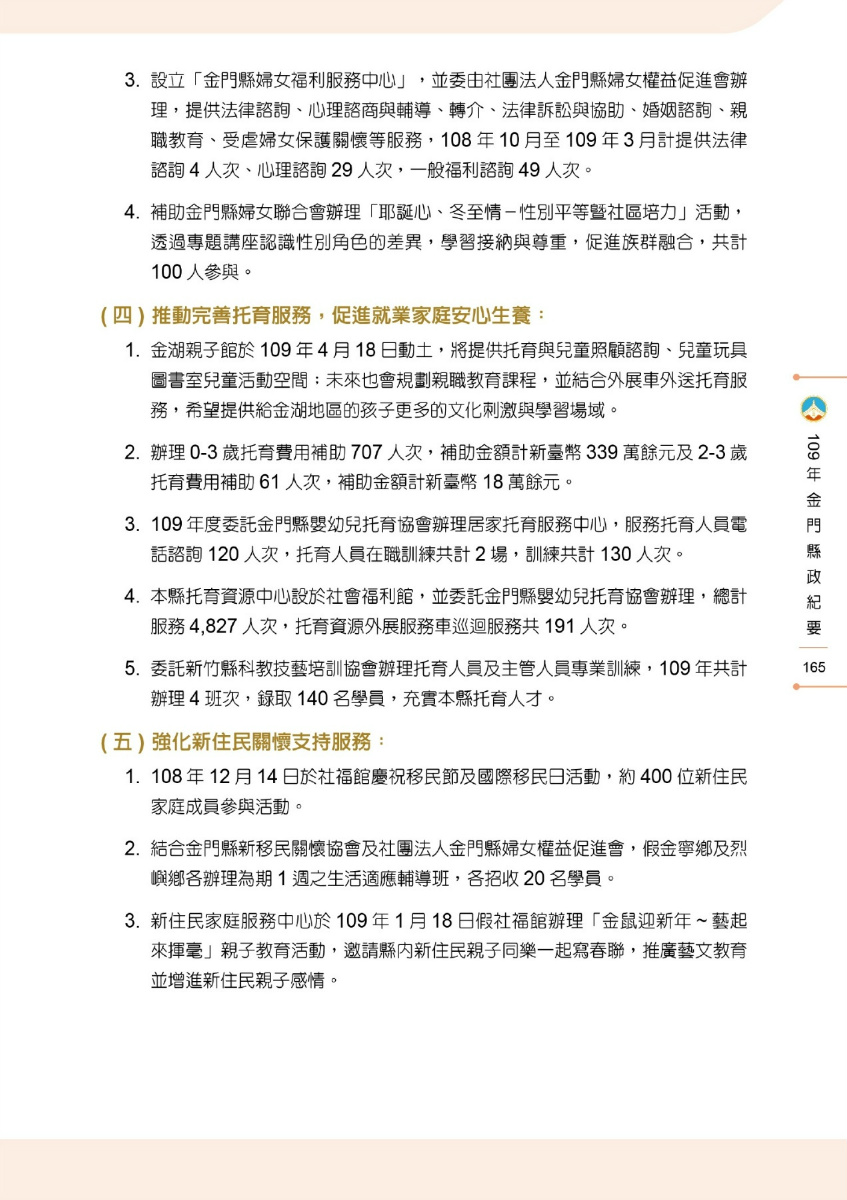 3. 設立「金門縣婦女福利服務中心」，並委由社團法人金門縣婦女權益促進會辦
理，提供法律諮詢、心理諮商與輔導、轉介、法律訴訟與協助、婚姻諮詢、親
職教育、受虐婦女保護關懷等服務，108 年 10 月至 109 年 3 月計提供法律
諮詢 4 人次、心理諮詢 29 人次，一般福利諮詢 49 人次。
4. 補助金門縣婦女聯合會辦理「耶誕心、冬至情－性別平等暨社區培力」活動，
透過專題講座認識性別角色的差異，學習接納與尊重，促進族群融合，共計
100 人參與。
( 四 ) 推動完善托育服務，促進就業家庭安心生養：
1. 金湖親子館於 109 年 4 月 18 日動土，將提供托育與兒童照顧諮詢、兒童玩具
圖書室兒童活動空間；未來也會規劃親職教育課程，並結合外展車外送托育服
務，希望提供給金湖地區的孩子更多的文化刺激與學習場域。
2. 辦理 0-3 歲托育費用補助 707 人次，補助金額計新臺幣 339 萬餘元及 2-3 歲
托育費用補助 61 人次，補助金額計新臺幣 18 萬餘元。
3. 109 年度委託金門縣嬰幼兒托育協會辦理居家托育服務中心，服務托育人員電
話諮詢 120 人次，托育人員在職訓練共計 2 場，訓練共計 130 人次。
4. 本縣托育資源中心設於社會福利館，並委託金門縣嬰幼兒托育協會辦理，總計
服務 4,827 人次，托育資源外展服務車巡迴服務共 191 人次。
5. 委託新竹縣科教技藝培訓協會辦理托育人員及主管人員專業訓練，109 年共計
辦理 4 班次，錄取 140 名學員，充實本縣托育人才。
( 五 ) 強化新住民關懷支持服務：
1. 108 年 12 月 14 日於社福館慶祝移民節及國際移民日活動，約 400 位新住民
家庭成員參與活動。
2. 結合金門縣新移民關懷協會及社團法人金門縣婦女權益促進會，假金寧鄉及烈
嶼鄉各辦理為期 1 週之生活適應輔導班，各招收 20 名學員。
3. 新住民家庭服務中心於 109 年 1 月 18 日假社福館辦理「金鼠迎新年 ~ 藝起
來揮毫」親子教育活動，邀請縣內新住民親子同樂一起寫春聯，推廣藝文教育
並增進新住民親子感情。
109 年金門縣政紀要
165